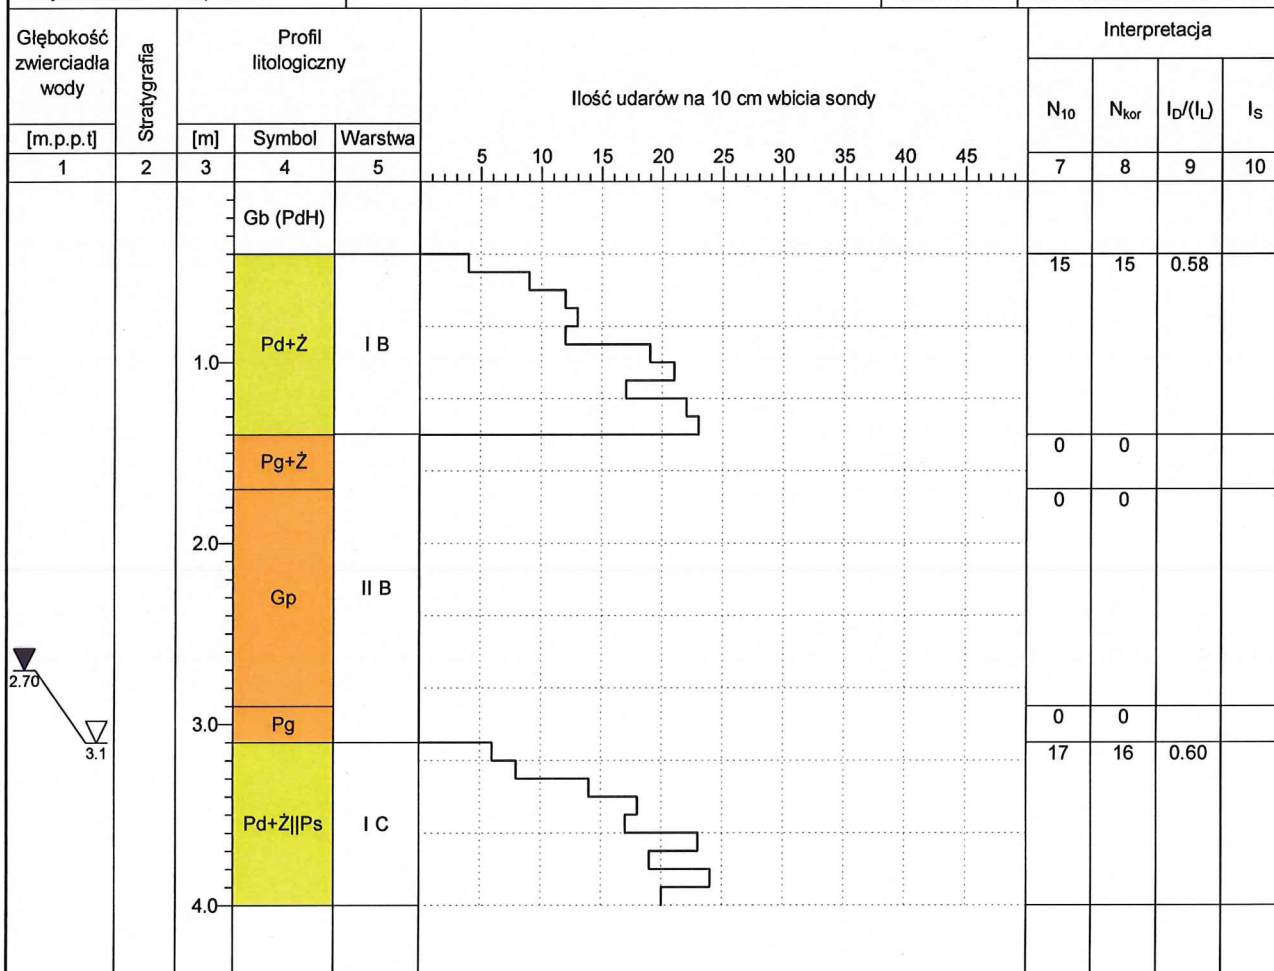 Głębokość
zwierciadła
wody
[m.p.p.t]
Stratygrafia
Profil
litologiczny
[m] Symbol Warstwa
Ilość udarów na 10 cm wbicia sondy
5 10 15 20 25 30 35 40 45
Interpretacja
N10 Nkor ID/(IL) IS
1 2 3 4 5 7 8 9 10
Gb (PdH)
15 15 0.58
Pd+Ż I B
1.0
Pg+Ż 0 0
0 0
2.0
Gp II B
2.70
3.0 Pg 0 0
3.1
17 16 0.60
Pd+Ż||Ps I C
4.0